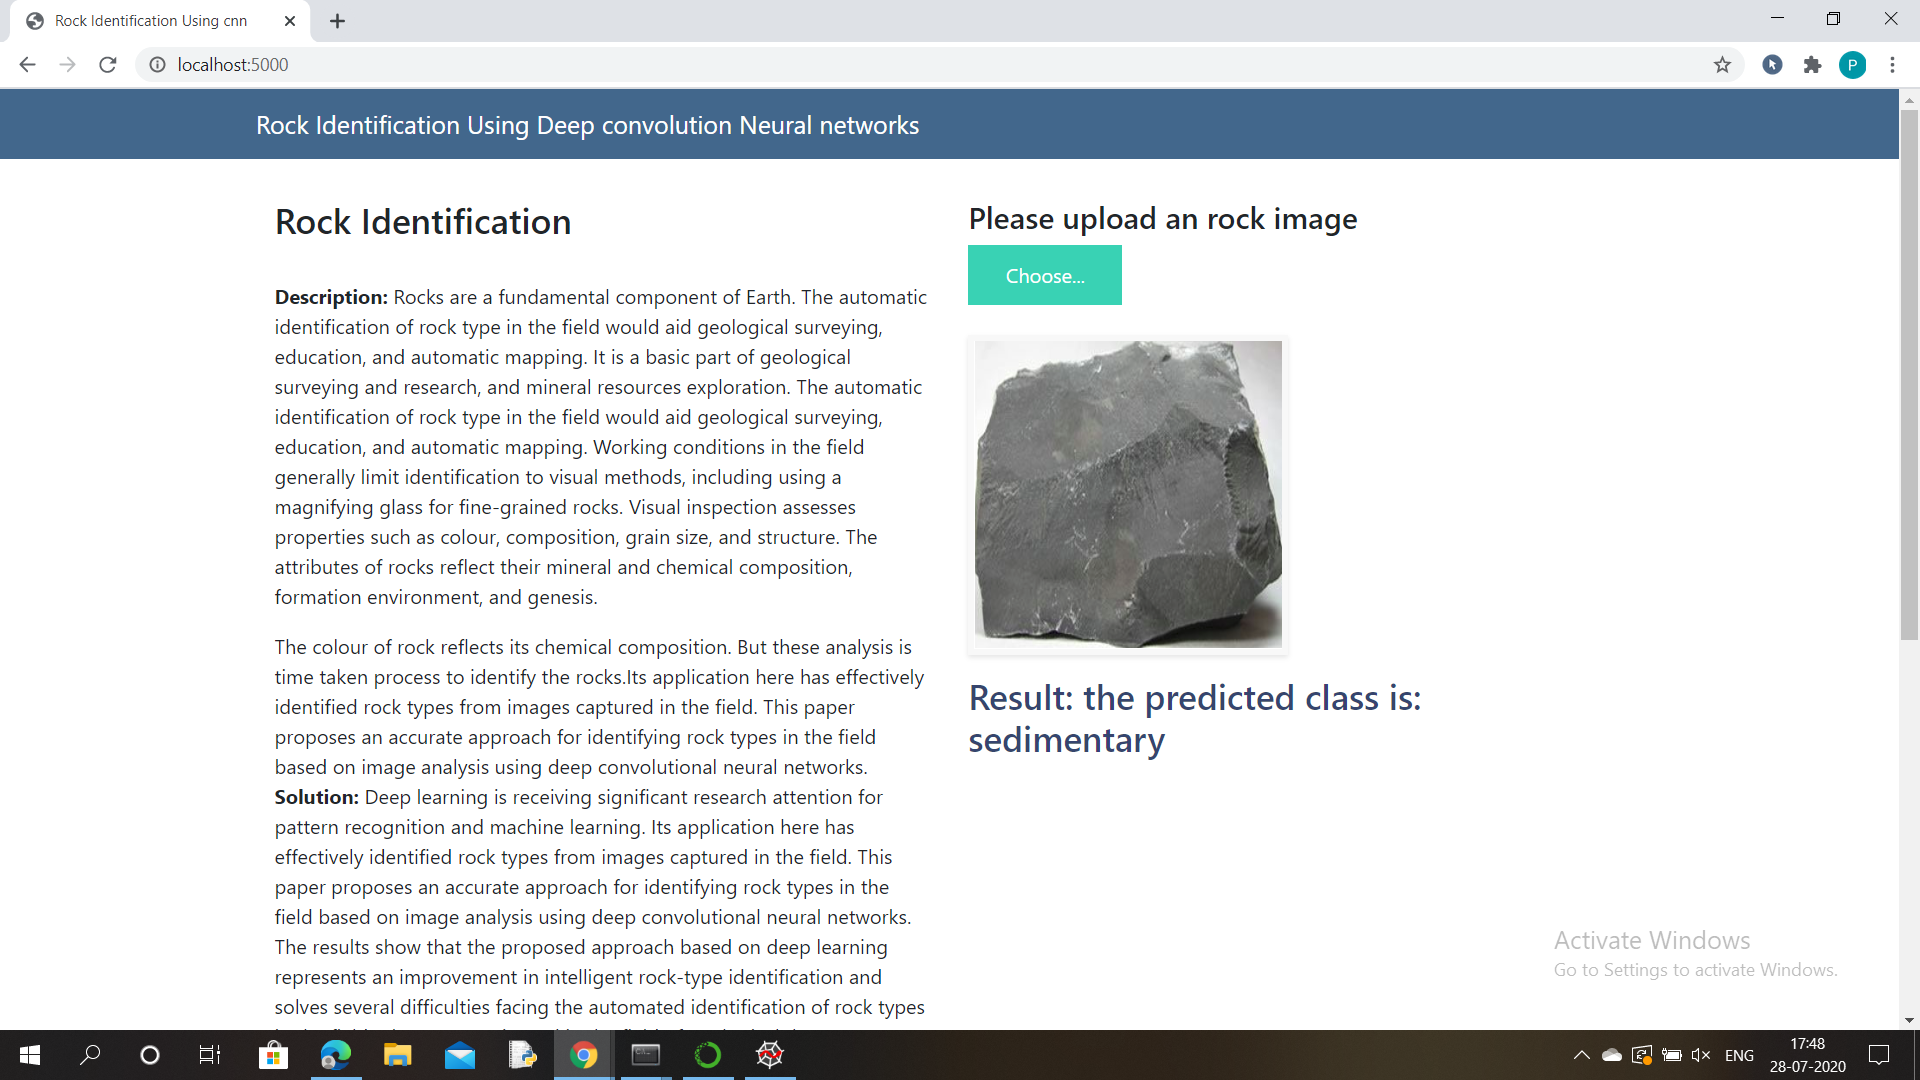 Rock Identification Using cnn
localhost:5000
P
Rock Identification Using Deep convolution Neural networks
Rock Identification
Description: Rocks are a fundamental component of Earth. The automatic
identification of rock type in the field would aid geological surveying,
education, and automatic mapping. It is a basic part of geological
surveying and research, and mineral resources exploration. The automatic
identification of rock type in the field would aid geological surveying,
education, and automatic mapping. Working conditions in the field
generally limit identification to visual methods, including using a
magnifying glass for fine-grained rocks. Visual inspection assesses
properties such as colour, composition, grain size, and structure. The
attributes of rocks reflect their mineral and chemical composition,
formation environment, and genesis.
The colour of rock reflects its chemical composition. But these analysis is
time taken process to identify the rocks.Its application here has effectively
identified rock types from images captured in the field. This paper
proposes an accurate approach for identifying rock types in the field
based on image analysis using deep convolutional neural networks.
Solution: Deep learning is receiving significant research attention for
pattern recognition and machine learning. Its application here has
effectively identified rock types from images captured in the field. This
paper proposes an accurate approach for identifying rock types in the
field based on image analysis using deep convolutional neural networks.
The results show that the proposed approach based on deep learning
represents an improvement in intelligent rock-type identification and
solves several difficulties facing the automated identification of rock types
Please upload an rock image
Choose...
Result: the predicted class is:
sedimentary
Activate Windows
Go to Settings to activate Windows.
ENG
17:48
28-07-2020